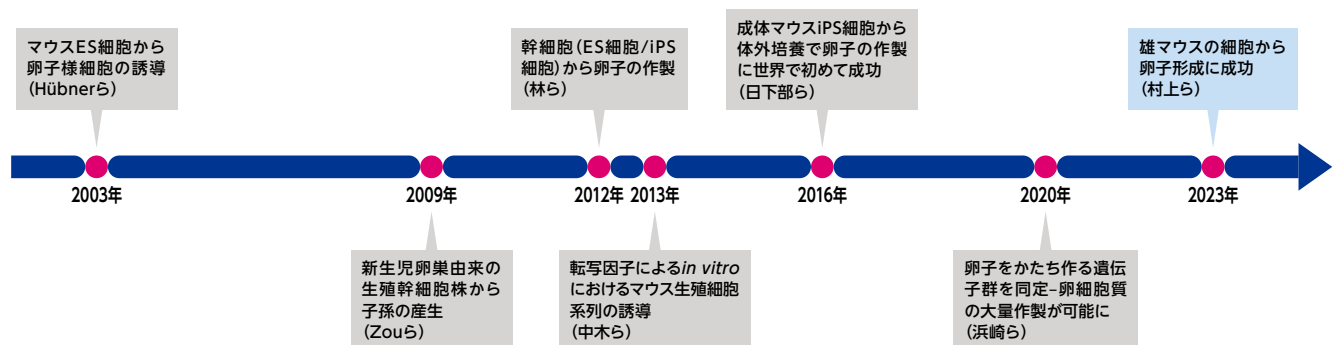 マウスES細胞から
卵子様細胞の誘導
（Hübnerら）
幹細胞（ES細胞/iPS
細胞）から卵子の作製
（林ら）
成体マウスiPS細胞から
体外培養で卵子の作製
に世界で初めて成功
（日下部ら）
雄マウスの細胞から
卵子形成に成功
（村上ら）
2003年
2009年
2012年
2013年
2016年
2020年
2023年
新生児卵巣由来の
生殖幹細胞株から
子孫の産生
（Zouら）
転写因子によるin vitro
におけるマウス生殖細胞
系列の誘導
（中木ら）
卵子をかたち作る遺伝
子群を同定–卵細胞質
の大量作製が可能に
（浜崎ら）